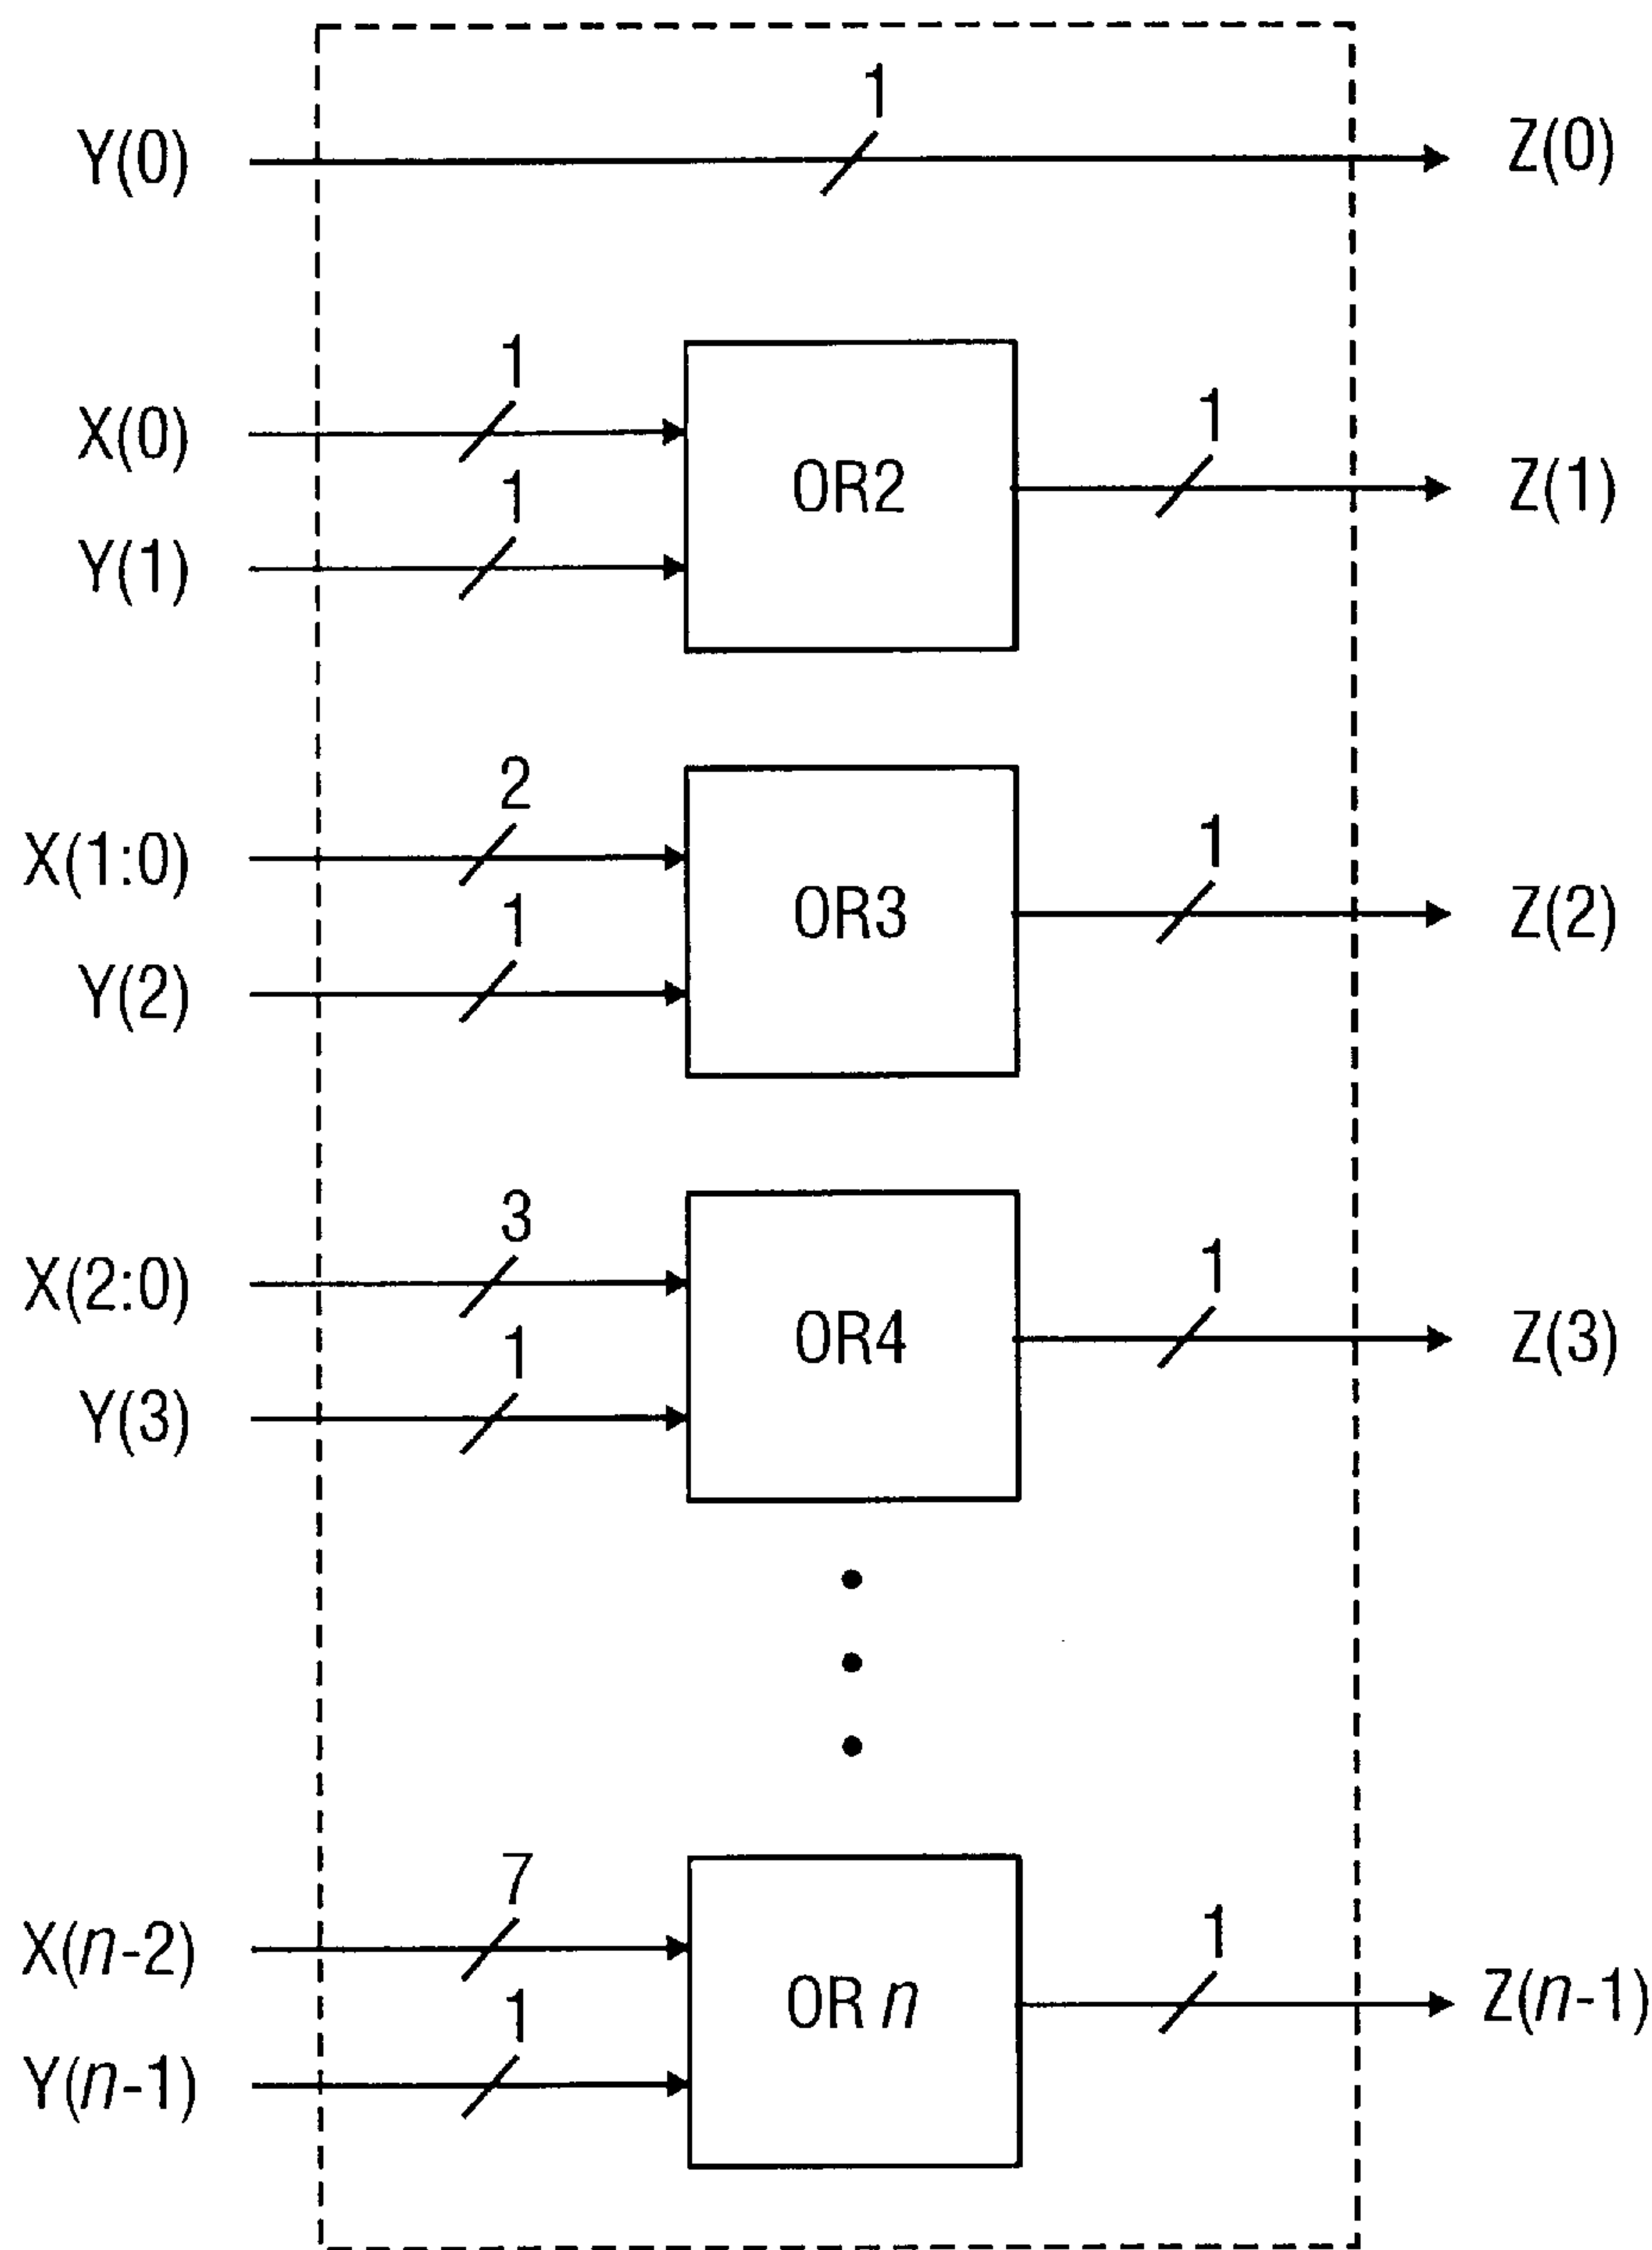 1
Y(0)
Z(0)
1
X(0)
OR2
1
Z(1)
1
Y(1)
2
X(1:0)
OR3
1
Z(2)
1
Y(2)
3
X(2:0)
OR4
1
Z(3)
1
Y(3)
7
X(n-2)
OR n
1
Z(n-1)
1
Y(n-1)